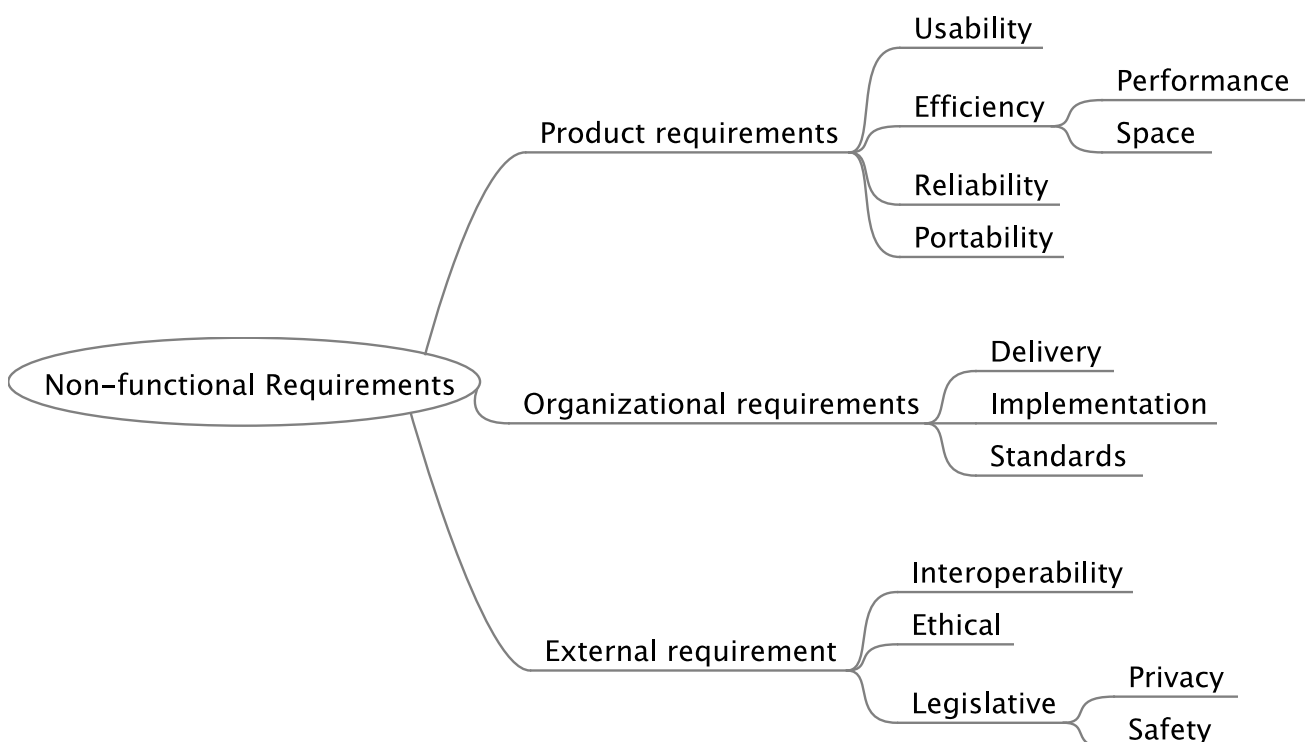 Usability
Performance
Efficiency
Product requirements
Space
Reliability
Portability
Delivery
Non-functional Requirements
Organizational requirements
Implementation
Standards
Interoperability
Ethical
External requirement
Privacy
Legislative
Safety